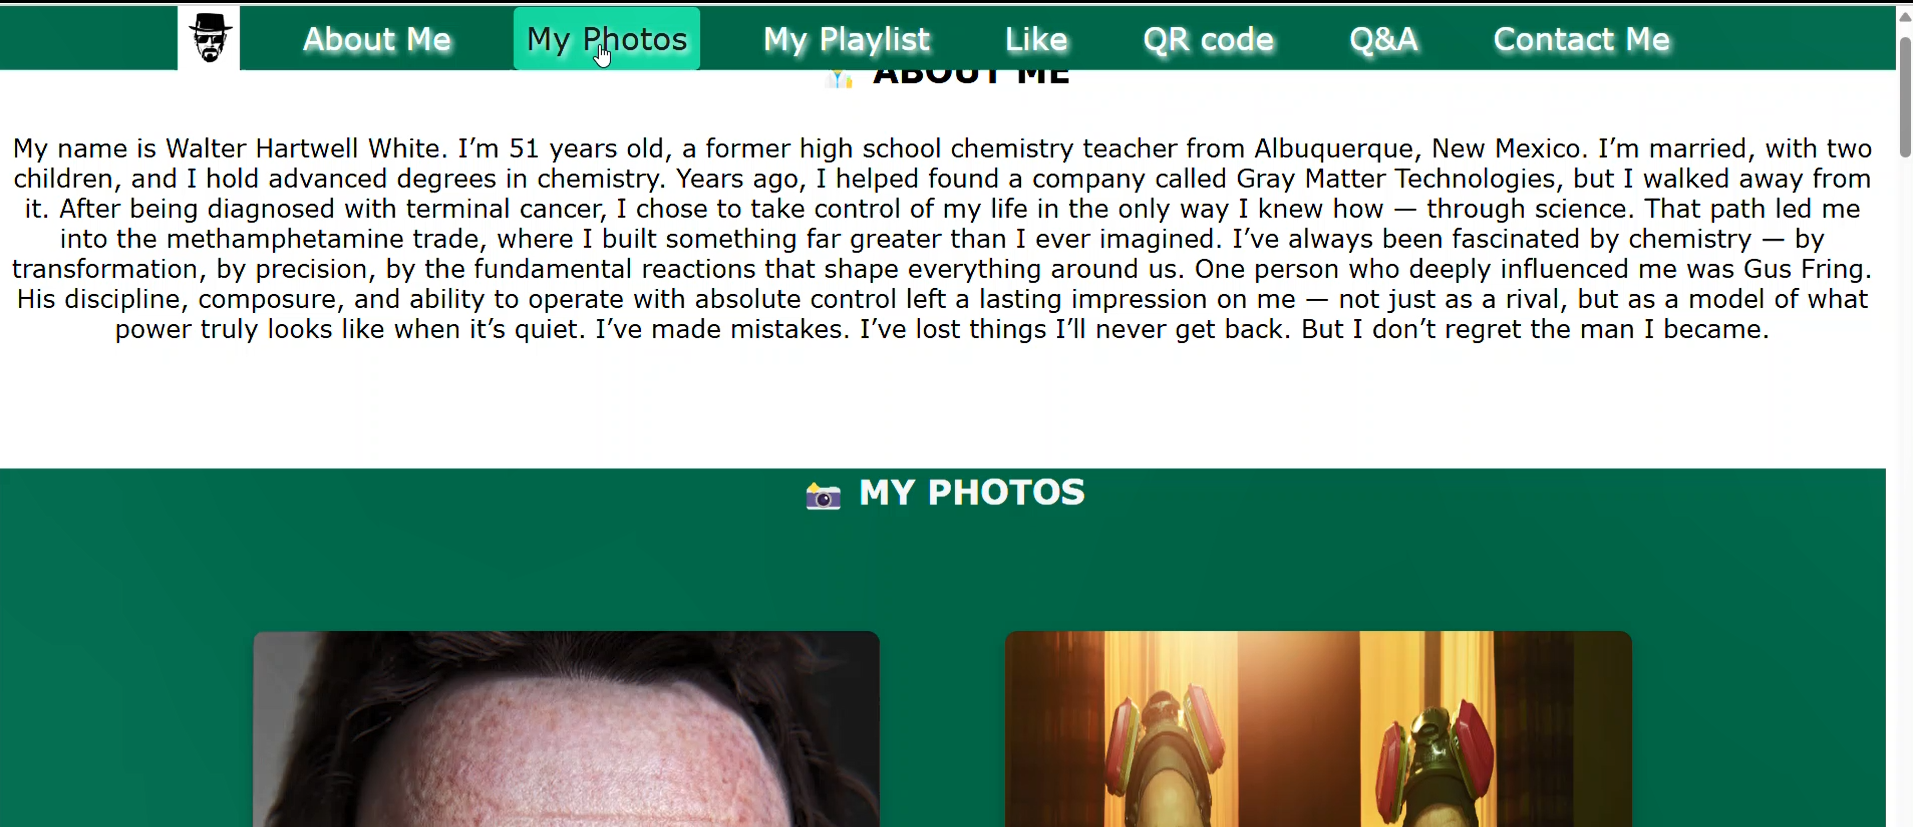 About Me
My Photos
My Playlist
Like
QR code
Q&A
Contact Me
ABOUT ME
My name is Walter Hartwell White. I’m 51 years old, a former high school chemistry teacher from Albuquerque, New Mexico. I’m married, with two
children, and I hold advanced degrees in chemistry. Years ago, I helped found a company called Gray Matter Technologies, but I walked away from
it. After being diagnosed with terminal cancer, I chose to take control of my life in the only way I knew how — through science. That path led me
into the methamphetamine trade, where I built something far greater than I ever imagined. I’ve always been fascinated by chemistry — by
transformation, by precision, by the fundamental reactions that shape everything around us. One person who deeply influenced me was Gus Fring.
His discipline, composure, and ability to operate with absolute control left a lasting impression on me — not just as a rival, but as a model of what
power truly looks like when it’s quiet. I’ve made mistakes. I’ve lost things I’ll never get back. But I don’t regret the man I became.
MY PHOTOS